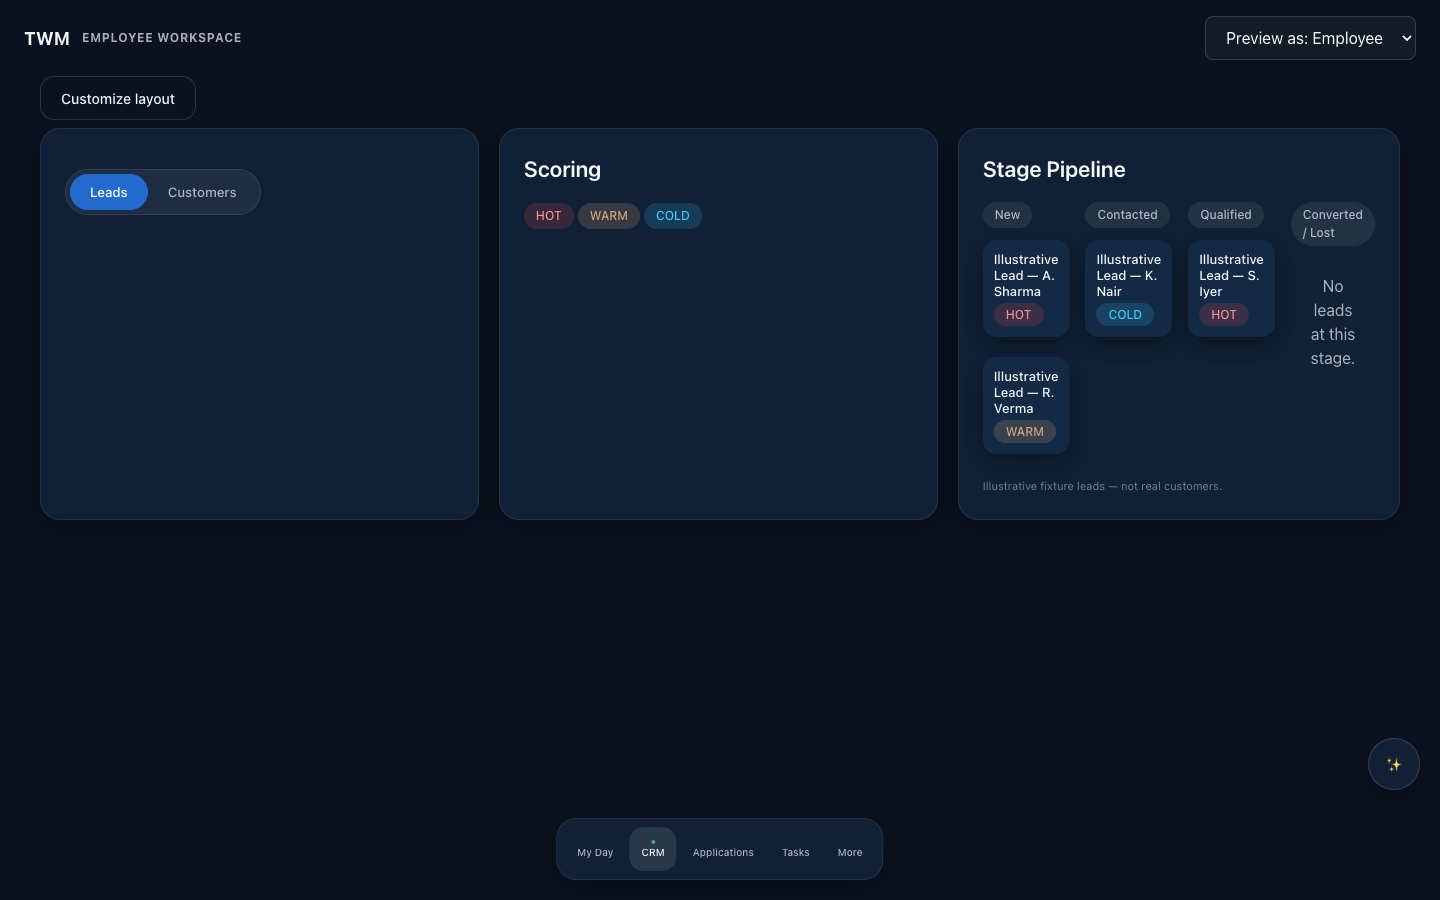 TWM EMPLOYEE WORKSPACE
Preview as: Employee
Customize layout
Leads Customers
Scoring
HOT WARM COLD
Stage Pipeline
New
Illustrative
Lead — A.
Sharma
HOT
Illustrative
Lead — R.
Verma
WARM
Contacted
Illustrative
Lead — K.
Nair
COLD
Qualified
Illustrative
Lead — S.
Iyer
HOT
Converted
/ Lost
No
leads
at this
stage.
Illustrative fixture leads — not real customers.
My Day CRM Applications Tasks More